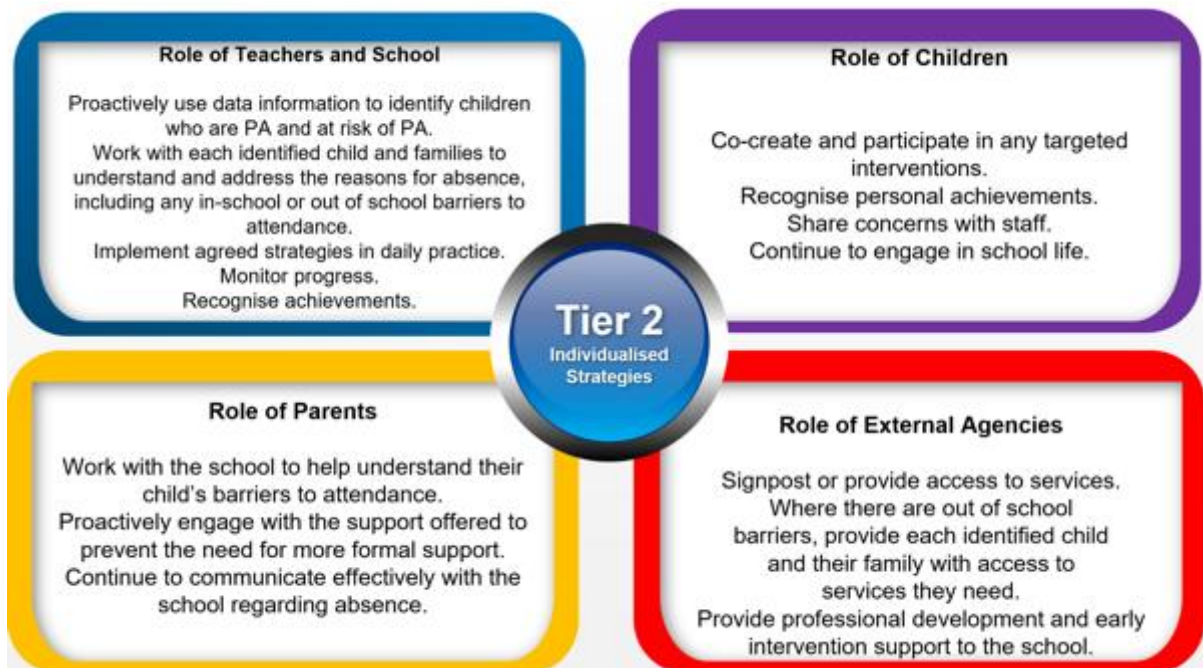 Role of Teachers and School
Proactively use data information to identify children
who are PA and at risk of PA.
Work with each identified child and families to
understand and address the reasons for absence,
including any in-school or out of school barriers to
attendance.
Implement agreed strategies in daily practice.
Monitor progress.
Recognise achievements.
Role of Children
Co-create and participate in any targeted
interventions.
Recognise personal achievements.
Share concerns with staff.
Continue to engage in school life.
Tier 2
Individualised
Strategies
Role of Parents
Work with the school to help understand their
child's barriers to attendance.
Proactively engage with the support offered to
prevent the need for more formal support.
Continue to communicate effectively with the
school regarding absence.
Role of External Agencies
Signpost or provide access to services.
Where there are out of school
barriers, provide each identified child
and their family with access to
services they need.
Provide professional development and early
intervention support to the school.